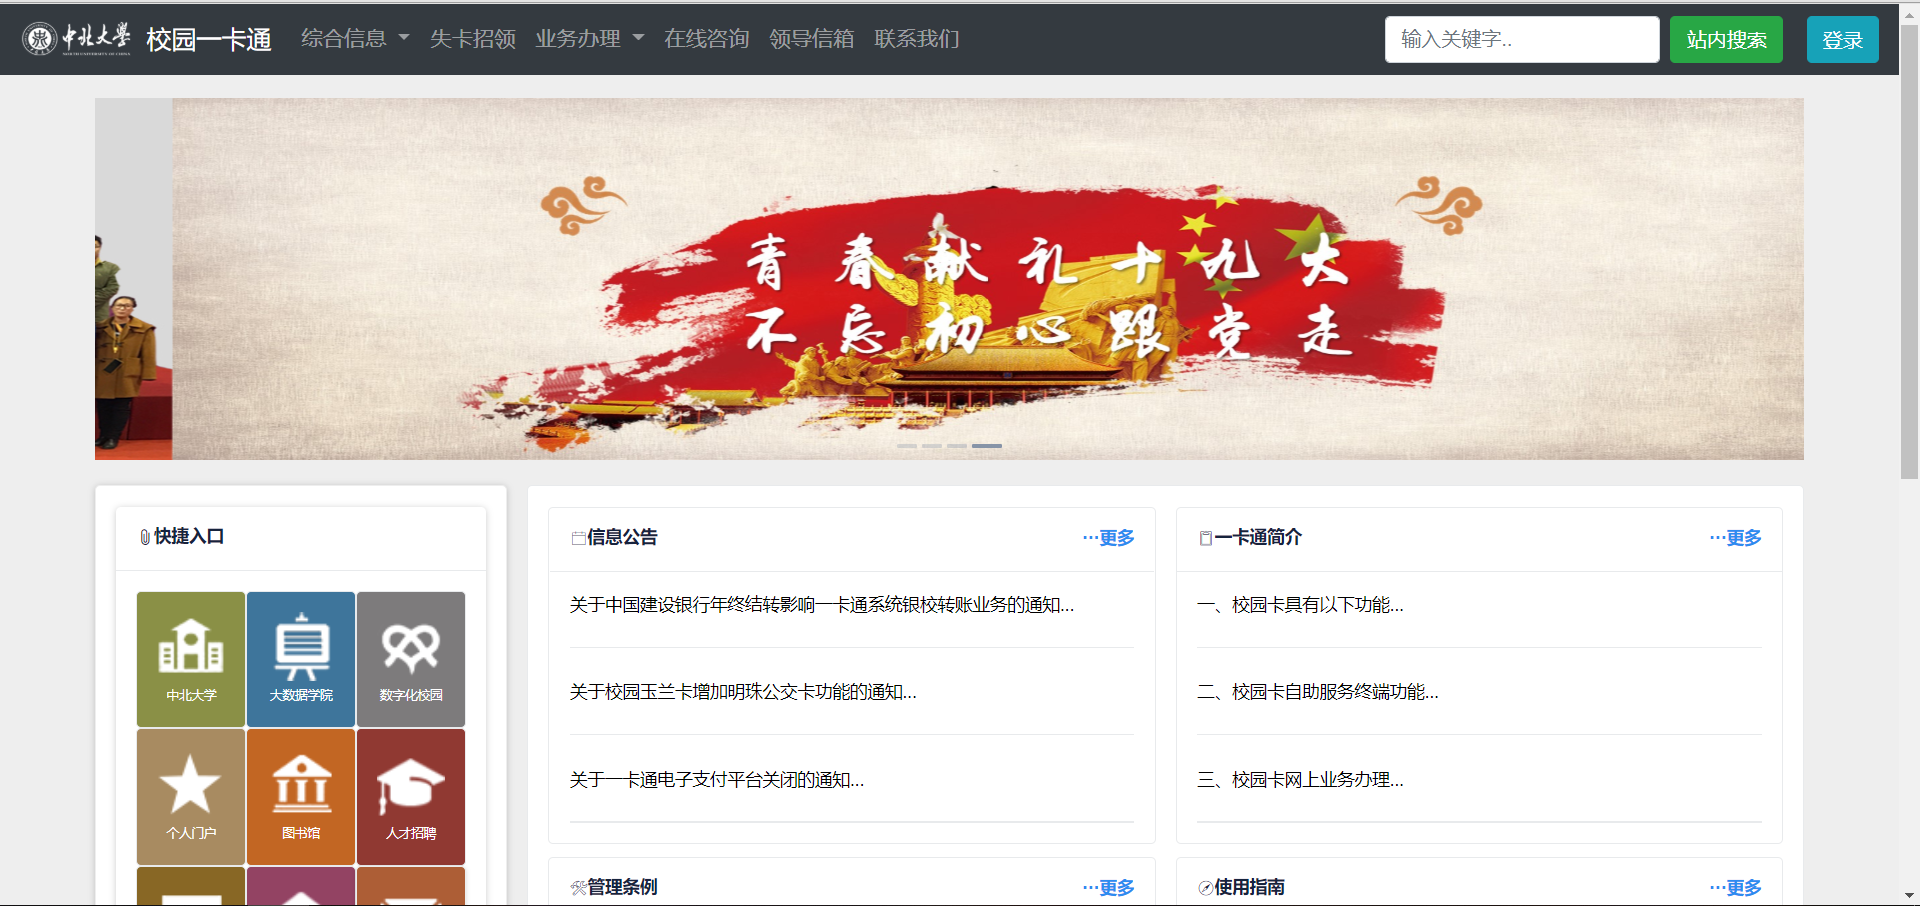 中北大学 校园一卡通 综合信息 失卡招领 业务办理 在线咨询 领导信箱 联系我们 输入关键字.. 站内搜索 登录
青春献礼十九大
不忘初心跟党走
快捷入口
中北大学 大数据学院 数字化校园
个人门户 图书馆 人才招聘
信息公告 ···更多
关于中国建设银行年终结转影响一卡通系统银校转账业务的通知...
关于校园玉兰卡增加明珠公交卡功能的通知...
关于一卡通电子支付平台关闭的通知...
一卡通简介 ···更多
一、校园卡具有以下功能...
二、校园卡自助服务终端功能...
三、校园卡网上业务办理...
管理条例 ···更多
使用指南 ···更多